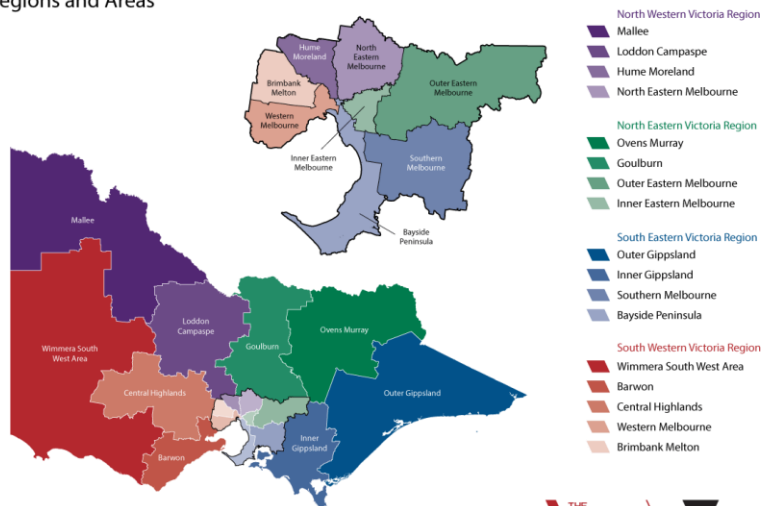 egions and Areas
Hume
Moreland
North
Eastern
Melbourne
Outer Eastern
Melbourne
Brimbank
Melton
Western
Melbourne
Inner Eastern
Melbourne
Southern
Melbourne
Bayside
Peninsula
Mallee
Loddon
Campaspe
Ovens Murray
Goulburn
Wimmera South
West Area
Central Highlands
Outer Gippsland
Inner
Gippsland
Barwon
North Western Victoria Region
Mallee
Loddon Campaspe
Hume Moreland
North Eastern Melbourne
North Eastern Victoria Region
Ovens Murray
Goulburn
Outer Eastern Melbourne
Inner Eastern Melbourne
South Eastern Victoria Region
Outer Gippsland
Inner Gippsland
Southern Melbourne
Bayside Peninsula
South Western Victoria Region
Wimmera South West Area
Barwon
Central Highlands
Western Melbourne
Brimbank Melton
THE